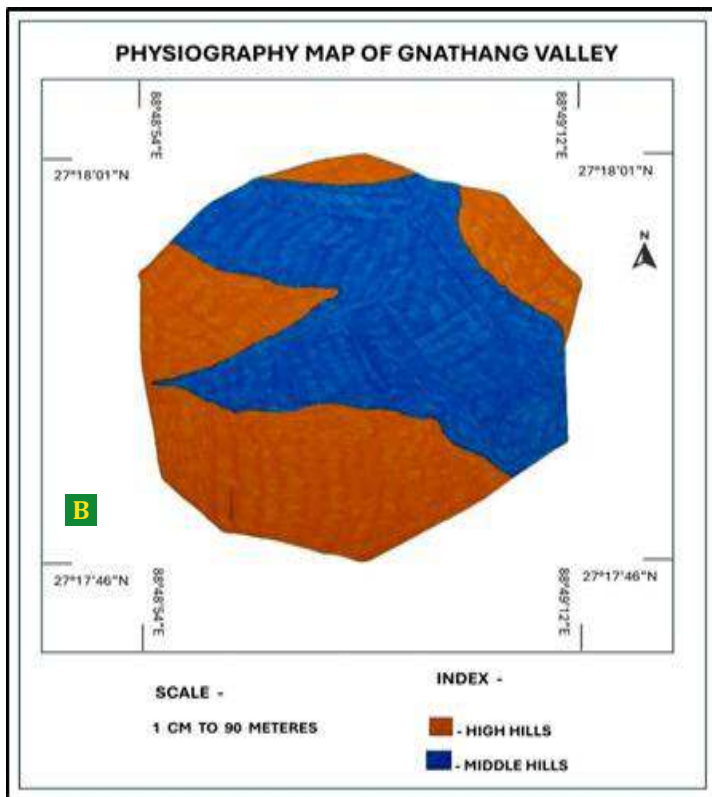 PHYSIOGRAPHY MAP OF GNATHANG VALLEY
88°48'54"E
88°49'12"E
27°18'01"N
27°18'01"N
N
B
27°17'46"N
27°17'46"N
88°48'54"E
88°49'12"E
SCALE -
1 CM TO 90 METERES
INDEX -
- HIGH HILLS
- MIDDLE HILLS